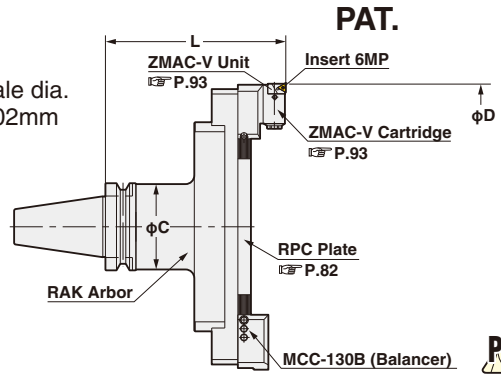 PAT.
L
ZMAC-V Unit
☞ P.93
Insert 6MP
ale dia.
02mm
φD
ZMAC-V Cartridge
☞ P.93
φC
RPC Plate
☞ P.82
RAK Arbor
MCC-130B (Balancer)